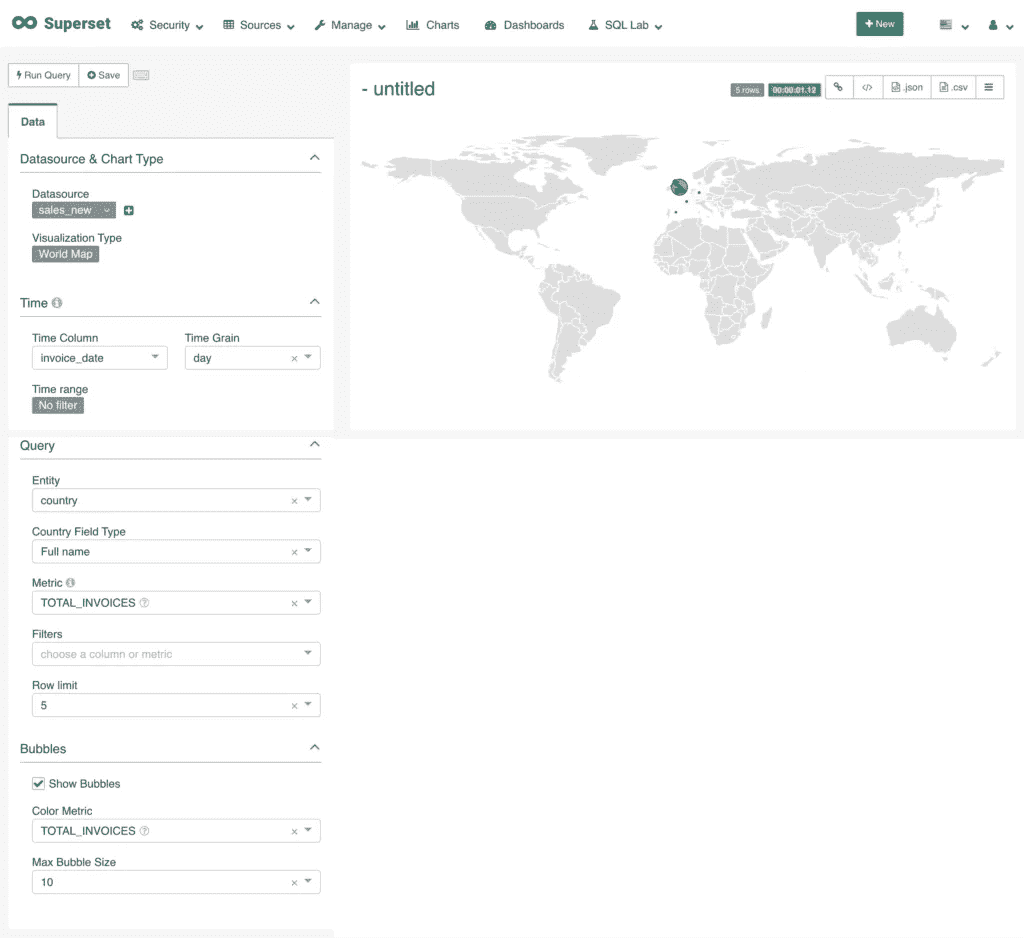 Superset Security Sources Manage Charts Dashboards SQL Lab + New
Run Query Save
- untitled 5 rows 00:00:01.12 </> .json .csv
Data
Datasource & Chart Type
Datasource
sales_new
Visualization Type
World Map
Time
Time Column Time Grain
invoice_date day
Time range
No filter
Query
Entity
country
Country Field Type
Full name
Metric
TOTAL_INVOICES
Filters
choose a column or metric
Row limit
5
Bubbles
Show Bubbles
Color Metric
TOTAL_INVOICES
Max Bubble Size
10